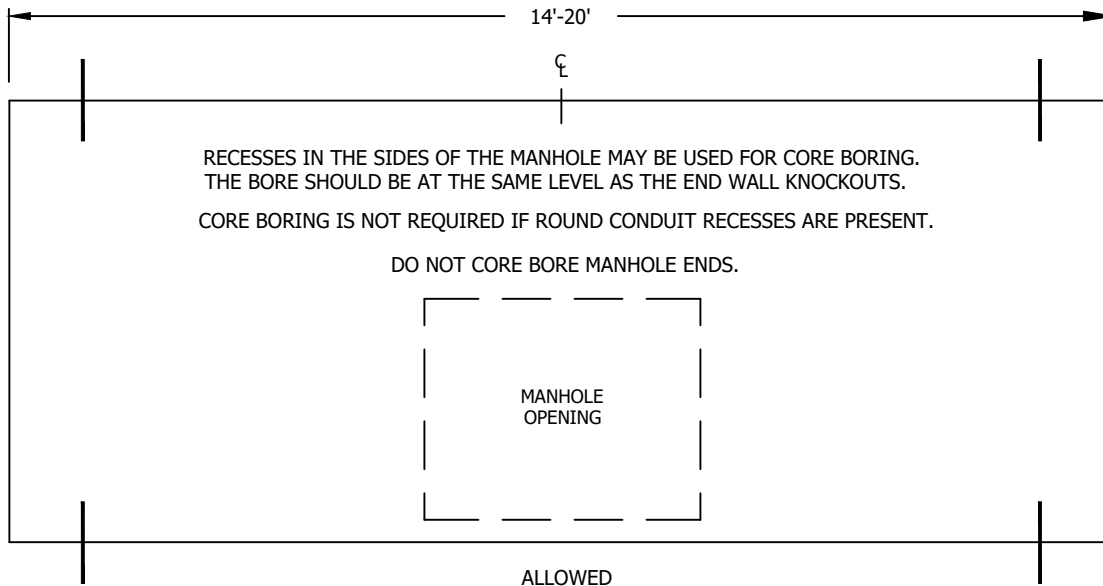 14'-20'
℄
RECESSES IN THE SIDES OF THE MANHOLE MAY BE USED FOR CORE BORING.
THE BORE SHOULD BE AT THE SAME LEVEL AS THE END WALL KNOCKOUTS.
CORE BORING IS NOT REQUIRED IF ROUND CONDUIT RECESSES ARE PRESENT.
DO NOT CORE BORE MANHOLE ENDS.
MANHOLE
OPENING
ALLOWED